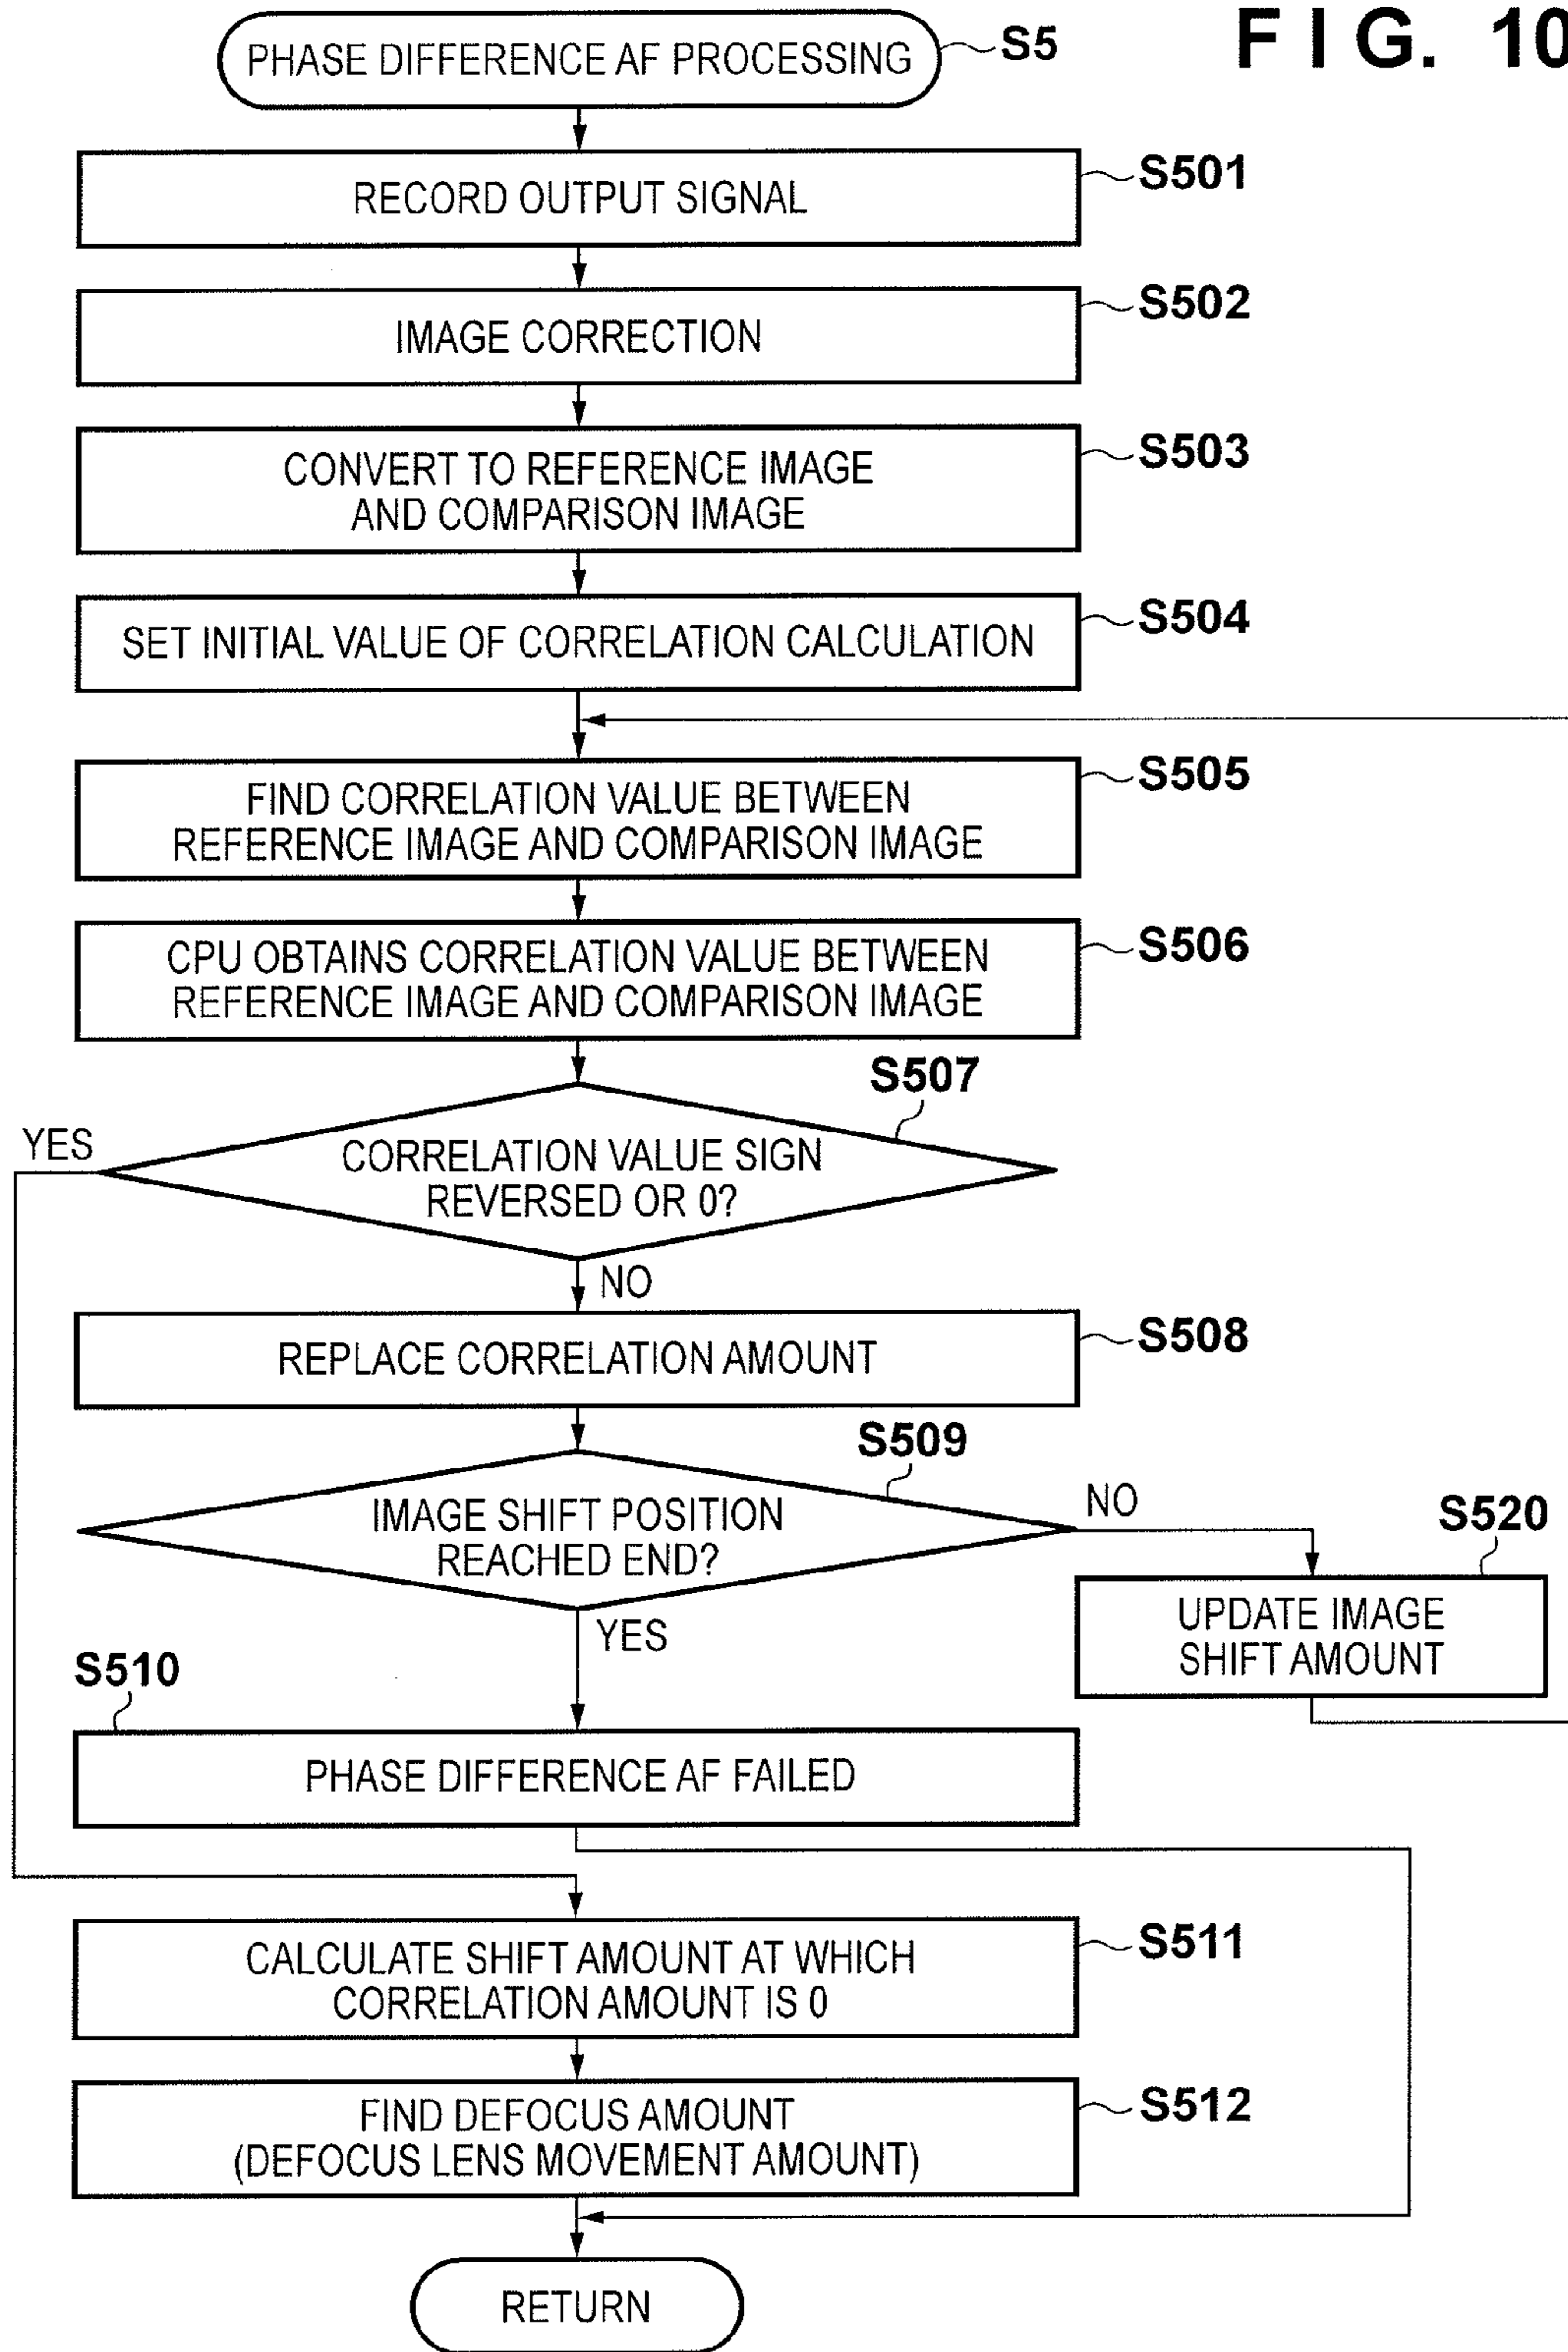 FIG. 10
PHASE DIFFERENCE AF PROCESSING
S5
RECORD OUTPUT SIGNAL
S501
IMAGE CORRECTION
S502
CONVERT TO REFERENCE IMAGE
AND COMPARISON IMAGE
S503
SET INITIAL VALUE OF CORRELATION CALCULATION
S504
FIND CORRELATION VALUE BETWEEN
REFERENCE IMAGE AND COMPARISON IMAGE
S505
CPU OBTAINS CORRELATION VALUE BETWEEN
REFERENCE IMAGE AND COMPARISON IMAGE
S506
S507
YES
CORRELATION VALUE SIGN
REVERSED OR 0?
NO
REPLACE CORRELATION AMOUNT
S508
S509
IMAGE SHIFT POSITION
REACHED END?
NO
S520
UPDATE IMAGE
SHIFT AMOUNT
YES
S510
PHASE DIFFERENCE AF FAILED
CALCULATE SHIFT AMOUNT AT WHICH
CORRELATION AMOUNT IS 0
S511
FIND DEFOCUS AMOUNT
(DEFOCUS LENS MOVEMENT AMOUNT)
S512
RETURN